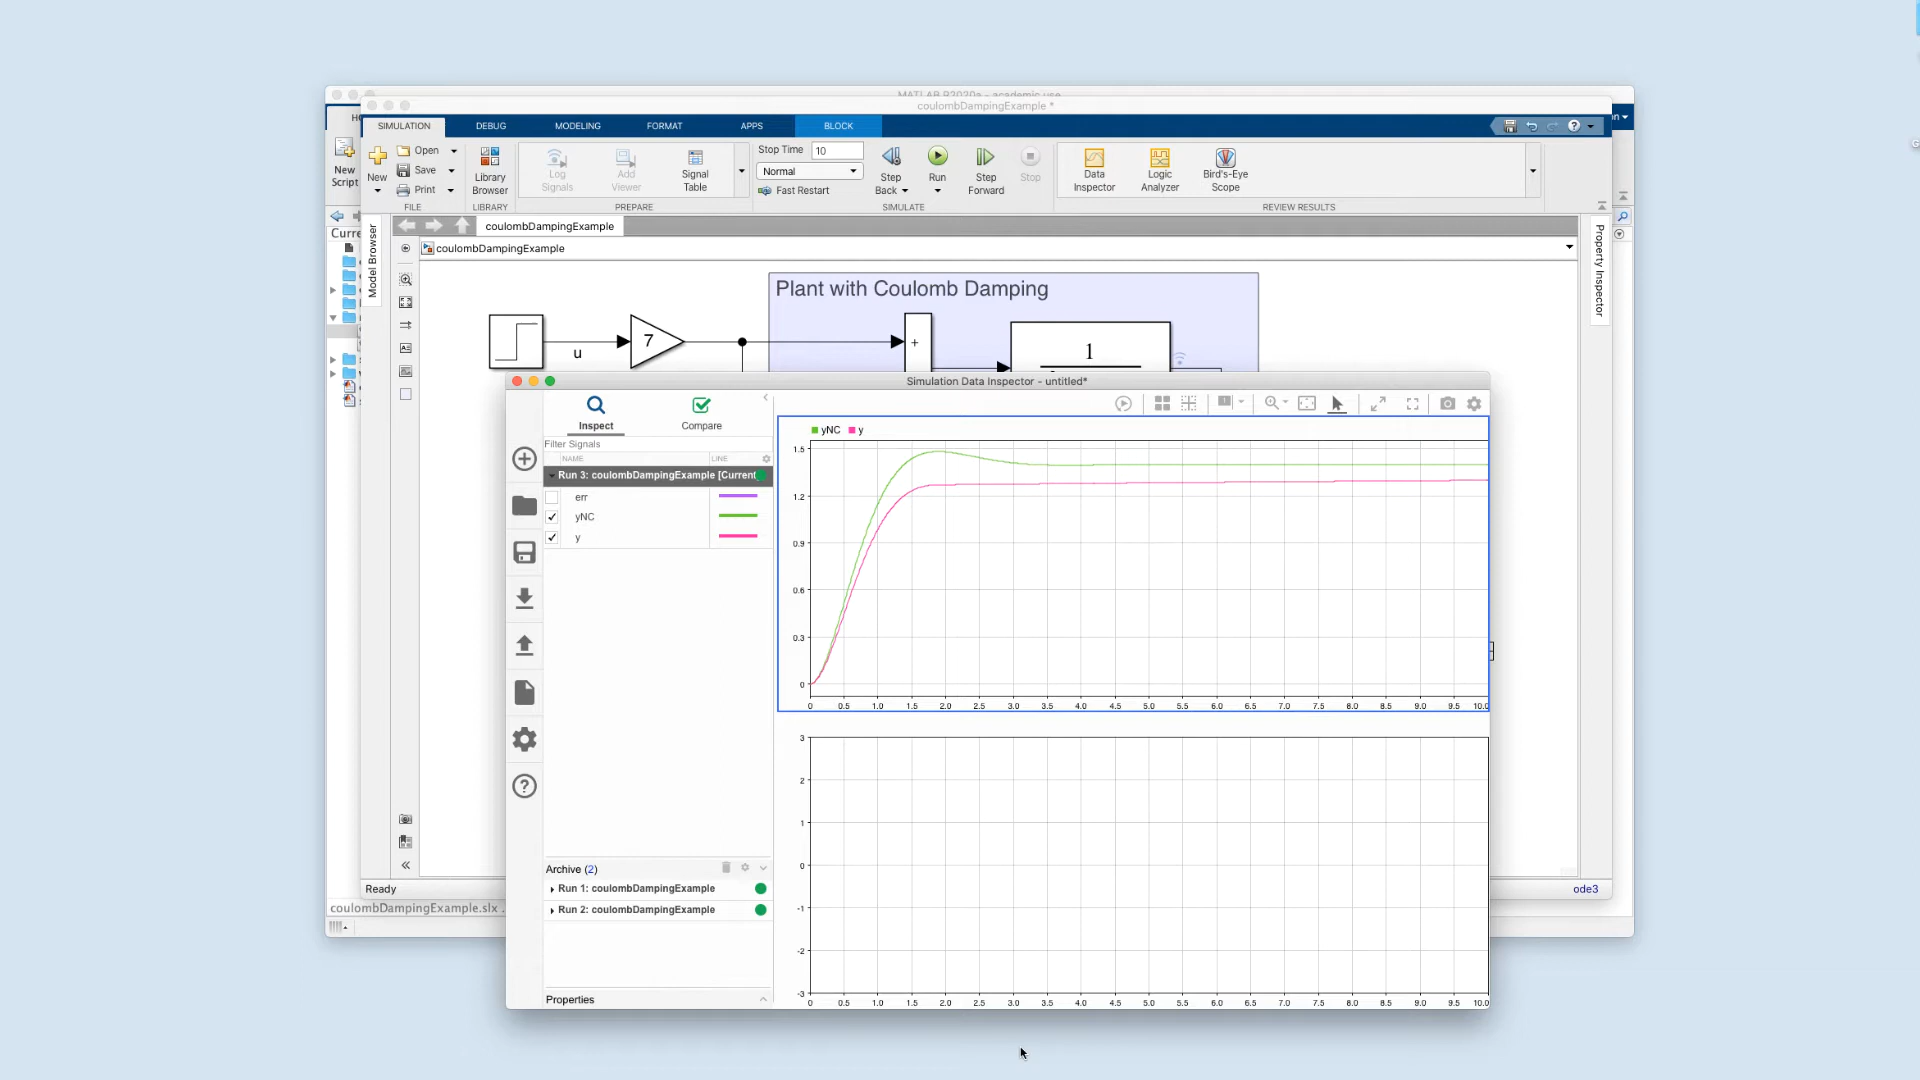 MATLAB R2020a - academic use
coulombDampingExample *
SIMULATION DEBUG MODELING FORMAT APPS BLOCK
New Script
New
Open
Save
Print
FILE
Library Browser
LIBRARY
Log Signals
Add Viewer
Signal Table
PREPARE
Stop Time 10
Normal
Fast Restart
Step Back
Run
Step Forward
Stop
SIMULATE
Data Inspector
Logic Analyzer
Bird's-Eye Scope
REVIEW RESULTS
Curre
Model Browser
Property Inspector
coulombDampingExample
coulombDampingExample
Plant with Coulomb Damping
u
7
+
1
Simulation Data Inspector - untitled*
Inspect
Compare
Filter Signals
NAME LINE
Run 3: coulombDampingExample [Current
err
yNC
y
yNC y
1.5
1.2
0.9
0.6
0.3
0
0 0.5 1.0 1.5 2.0 2.5 3.0 3.5 4.0 4.5 5.0 5.5 6.0 6.5 7.0 7.5 8.0 8.5 9.0 9.5 10.0
3
2
1
0
-1
-2
-3
0 0.5 1.0 1.5 2.0 2.5 3.0 3.5 4.0 4.5 5.0 5.5 6.0 6.5 7.0 7.5 8.0 8.5 9.0 9.5 10.0
Archive (2)
Run 1: coulombDampingExample
Run 2: coulombDampingExample
Properties
Ready
ode3
coulombDampingExample.slx